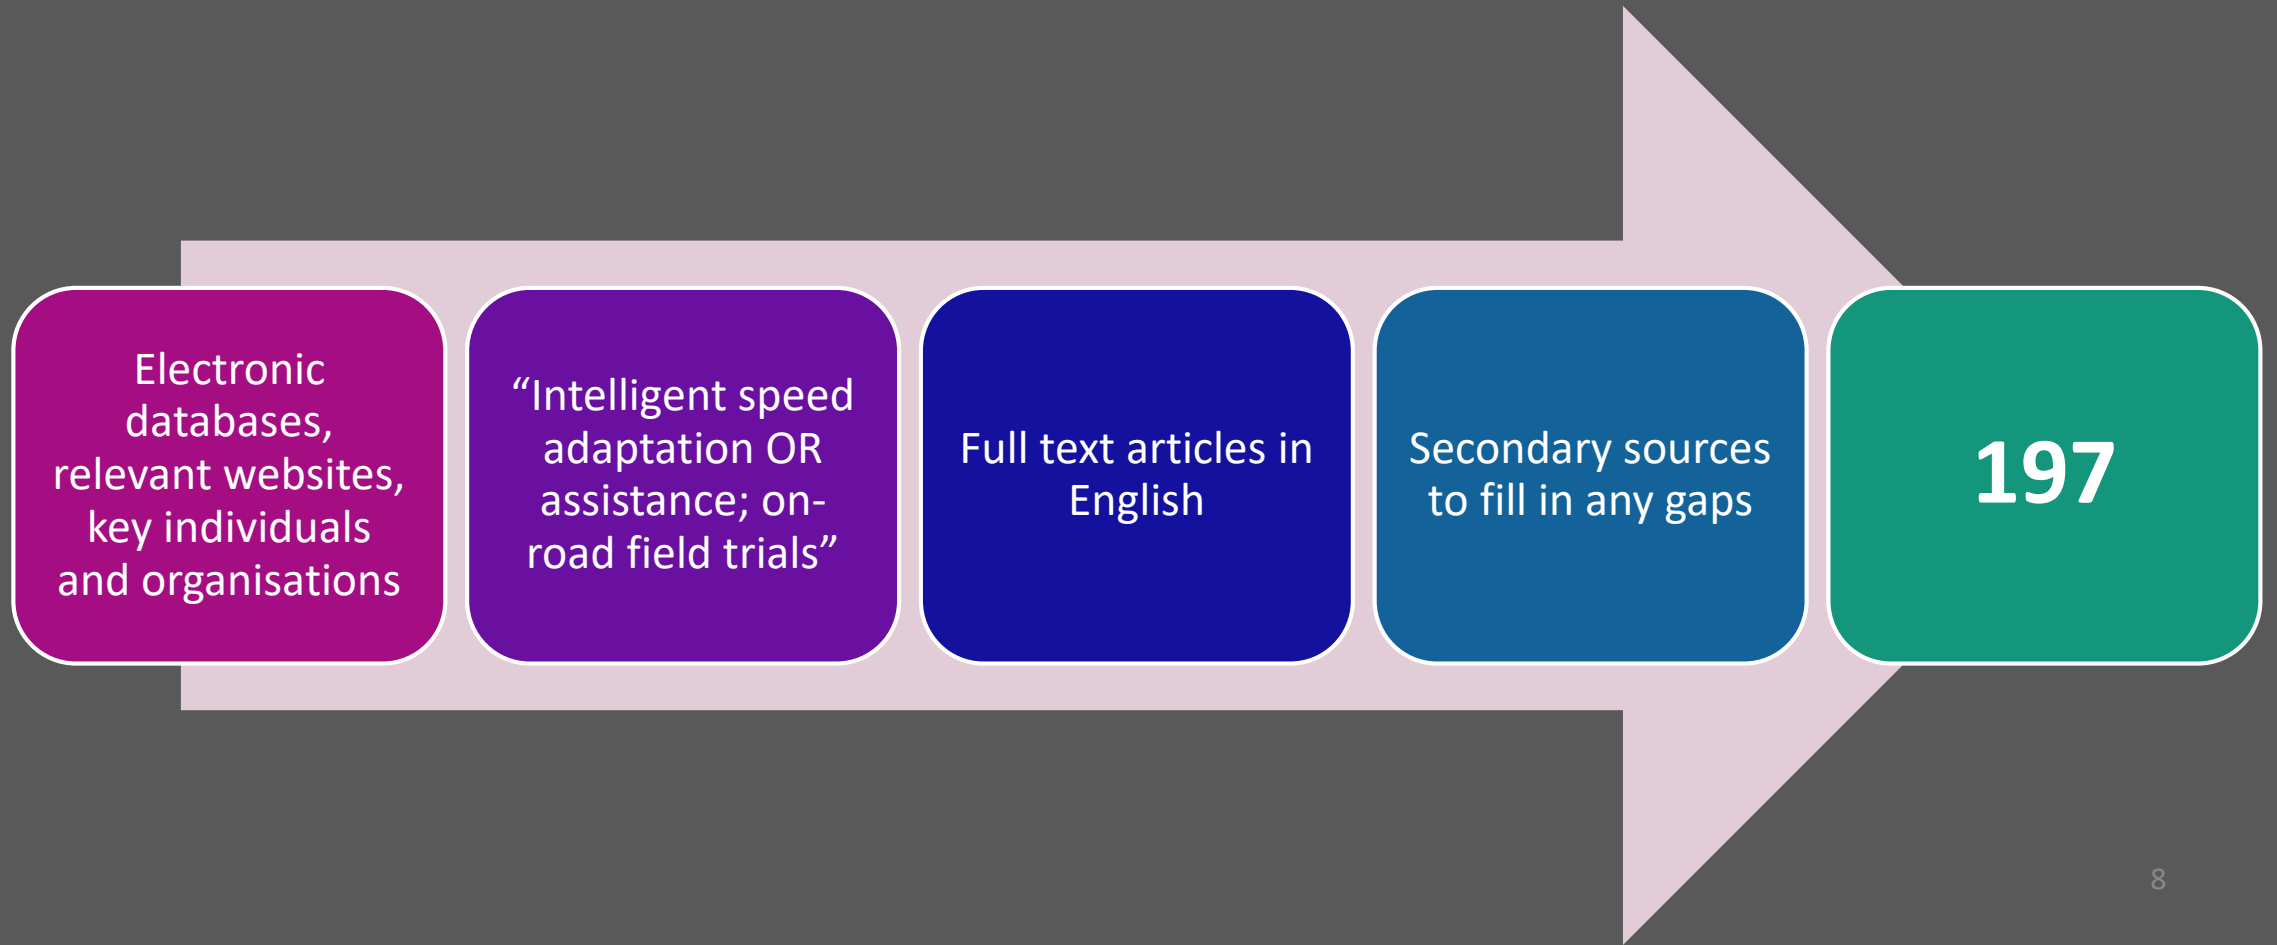 Electronic
databases,
relevant websites,
key individuals
and organisations
“Intelligent speed
adaptation OR
assistance; on-
road field trials”
Full text articles in
English
Secondary sources
to fill in any gaps
197
8